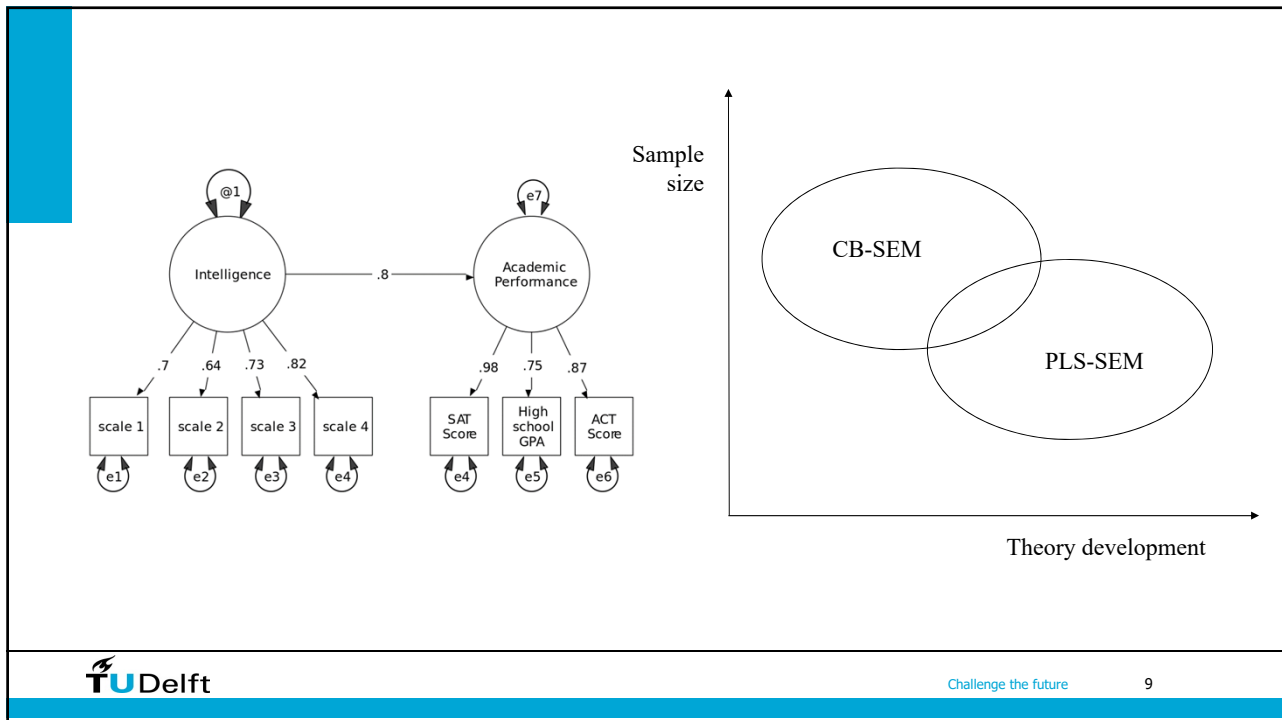 @1
Intelligence
.8
e7
Academic
Performance
.7
.64
.73
.82
scale 1
scale 2
scale 3
scale 4
e1
e2
e3
e4
.98
.75
.87
SAT
Score
High
school
GPA
ACT
Score
e4
e5
e6
Sample
size
CB-SEM
PLS-SEM
Theory development
TUDelft
Challenge the future
9